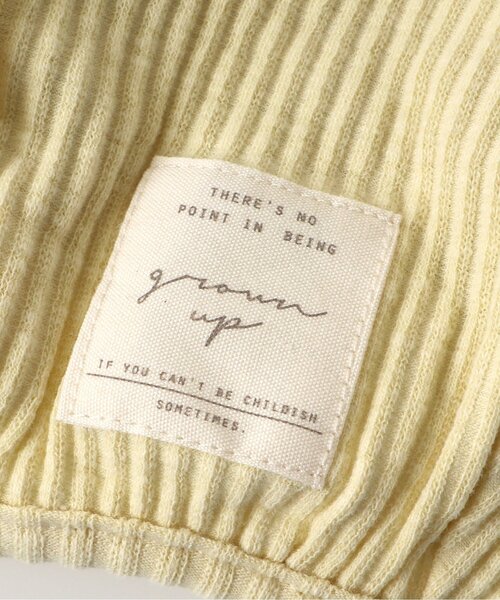 THERE'S NO
POINT IN BEING
grown
up
IF YOU CAN'T BE CHILDISH
SOMETIMES.